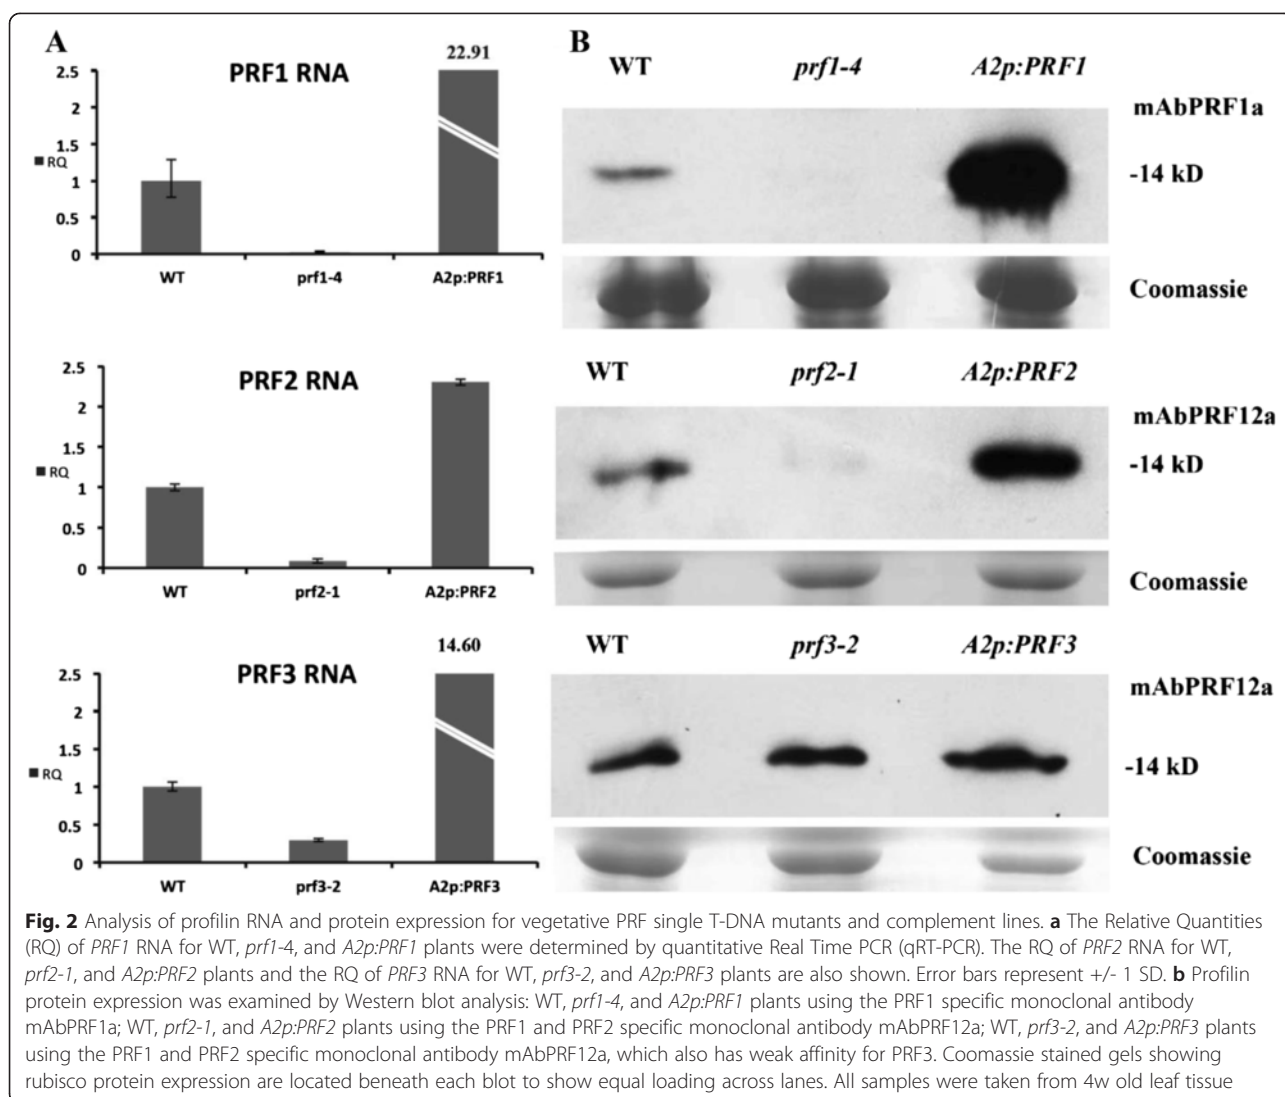 A
22.91
PRF1 RNA
2.5
2
1.5
RQ
1
0.5
0
WT
prf1-4
A2p:PRF1
PRF2 RNA
2.5
2
1.5
RQ
1
0.5
0
WT
prf2-1
A2p:PRF2
14.60
PRF3 RNA
2.5
2
1.5
RQ
1
0.5
0
WT
prf3-2
A2p:PRF3
B
WT prf1-4 A2p:PRF1
mAbPRF1a
-14 kD
Coomassie
WT prf2-1 A2p:PRF2
mAbPRF12a
-14 kD
Coomassie
WT prf3-2 A2p:PRF3
mAbPRF12a
-14 kD
Coomassie
Fig. 2 Analysis of profilin RNA and protein expression for vegetative PRF single T-DNA mutants and complement lines. a The Relative Quantities
(RQ) of PRF1 RNA for WT, prf1-4, and A2p:PRF1 plants were determined by quantitative Real Time PCR (qRT-PCR). The RQ of PRF2 RNA for WT,
prf2-1, and A2p:PRF2 plants and the RQ of PRF3 RNA for WT, prf3-2, and A2p:PRF3 plants are also shown. Error bars represent +/- 1 SD. b Profilin
protein expression was examined by Western blot analysis: WT, prf1-4, and A2p:PRF1 plants using the PRF1 specific monoclonal antibody
mAbPRF1a; WT, prf2-1, and A2p:PRF2 plants using the PRF1 and PRF2 specific monoclonal antibody mAbPRF12a; WT, prf3-2, and A2p:PRF3 plants
using the PRF1 and PRF2 specific monoclonal antibody mAbPRF12a, which also has weak affinity for PRF3. Coomassie stained gels showing
rubisco protein expression are located beneath each blot to show equal loading across lanes. All samples were taken from 4w old leaf tissue